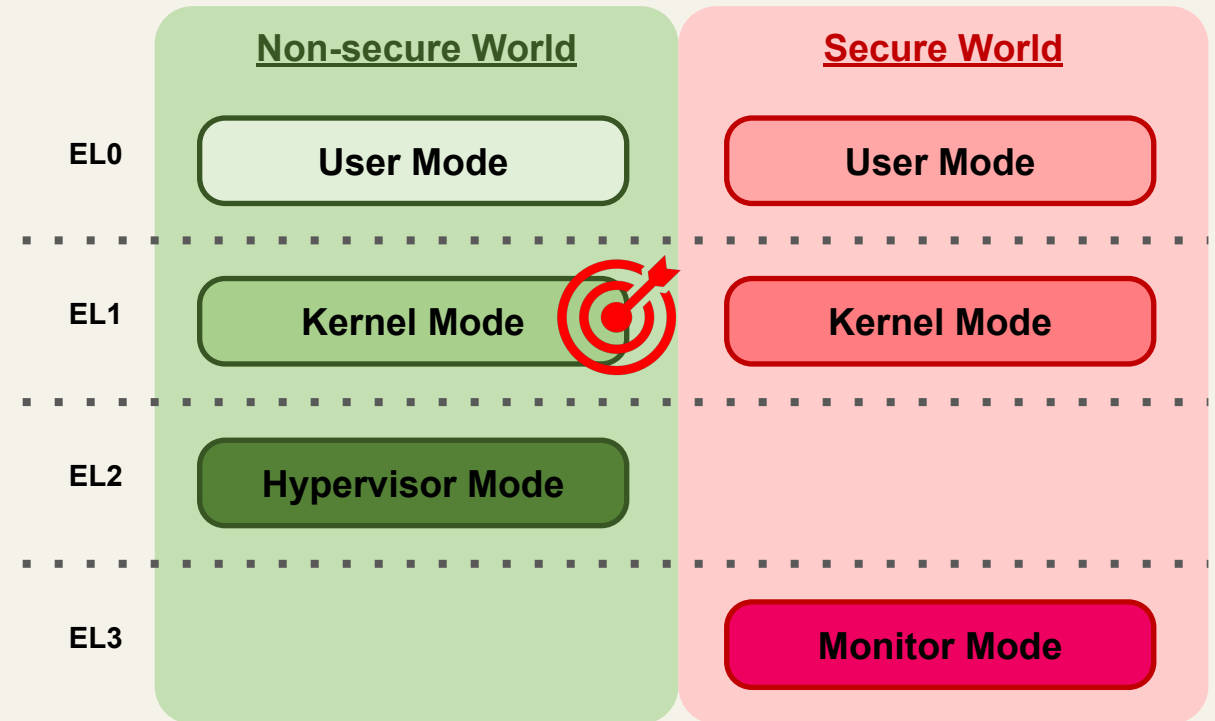 Non-secure World
Secure World
EL0
User Mode
User Mode
EL1
Kernel Mode
Kernel Mode
EL2
Hypervisor Mode
EL3
Monitor Mode